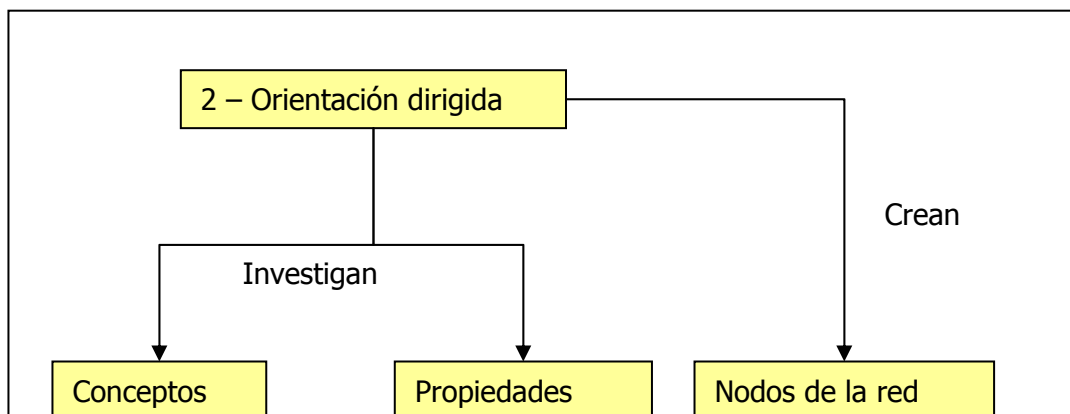 2 – Orientación dirigida
Crean
Investigan
Conceptos
Propiedades
Nodos de la red